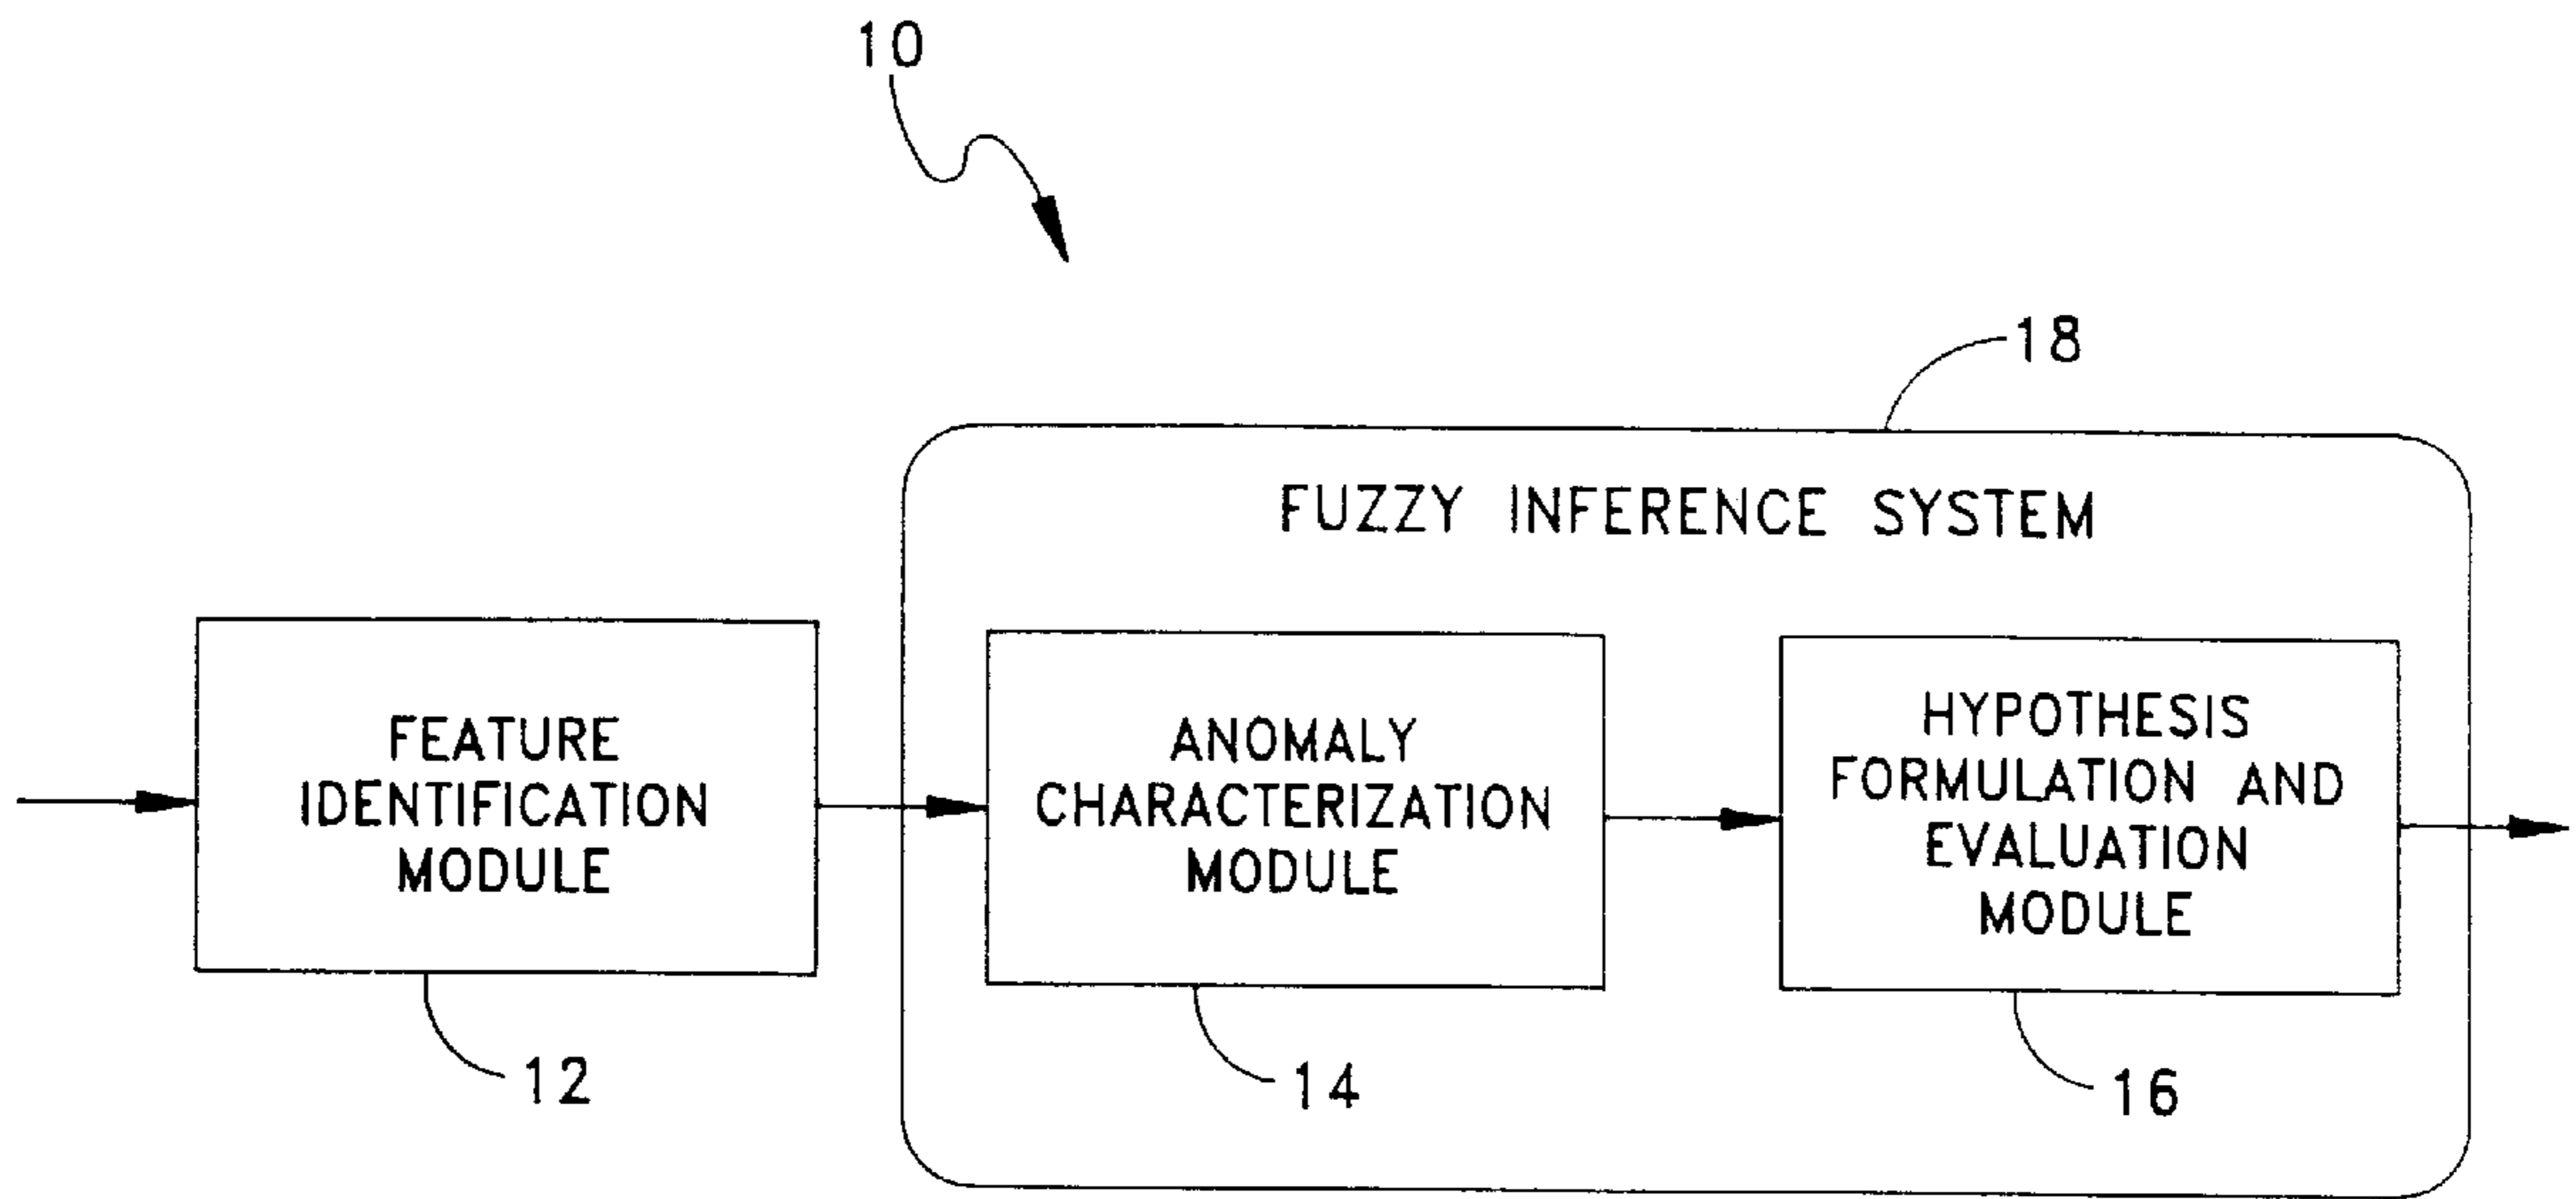 10
18
FUZZY INFERENCE SYSTEM
FEATURE
IDENTIFICATION
MODULE
ANOMALY
CHARACTERIZATION
MODULE
HYPOTHESIS
FORMULATION AND
EVALUATION
MODULE
12
14
16